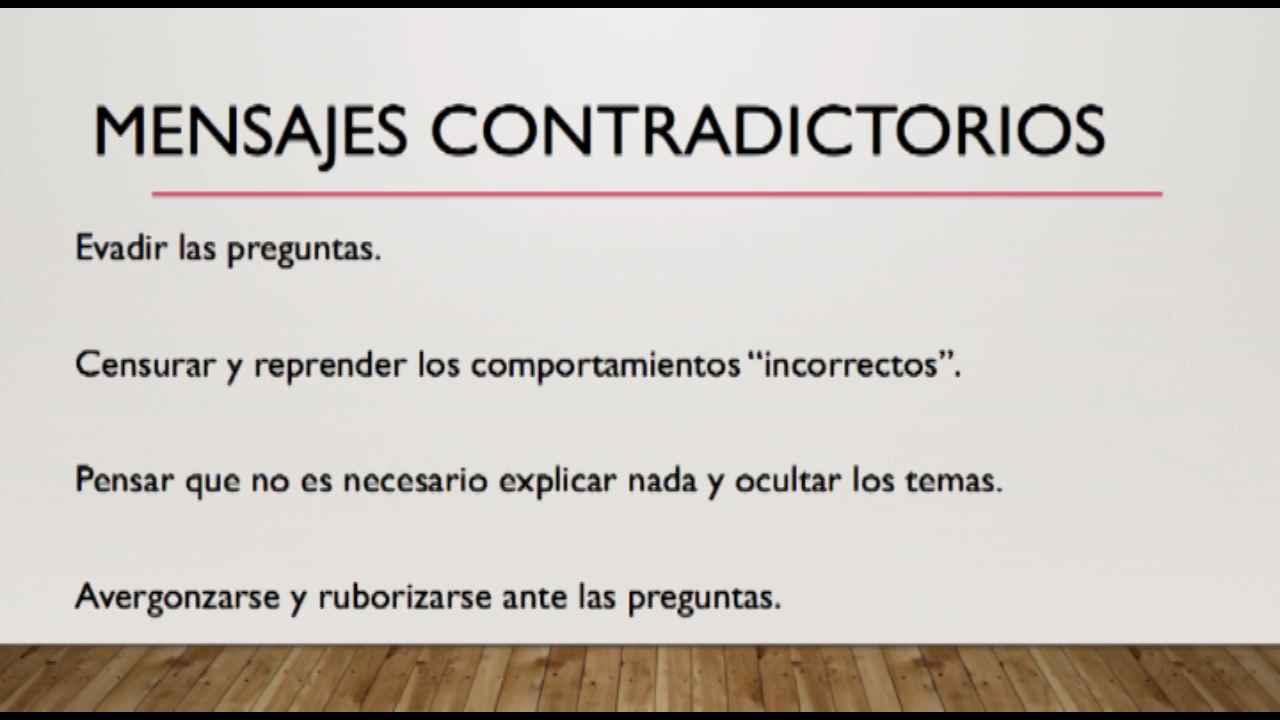 MENSAJES CONTRADICTORIOS
Evadir las preguntas.
Censurar y reprender los comportamientos “incorrectos”.
Pensar que no es necesario explicar nada y ocultar los temas.
Avergonzarse y ruborizarse ante las preguntas.